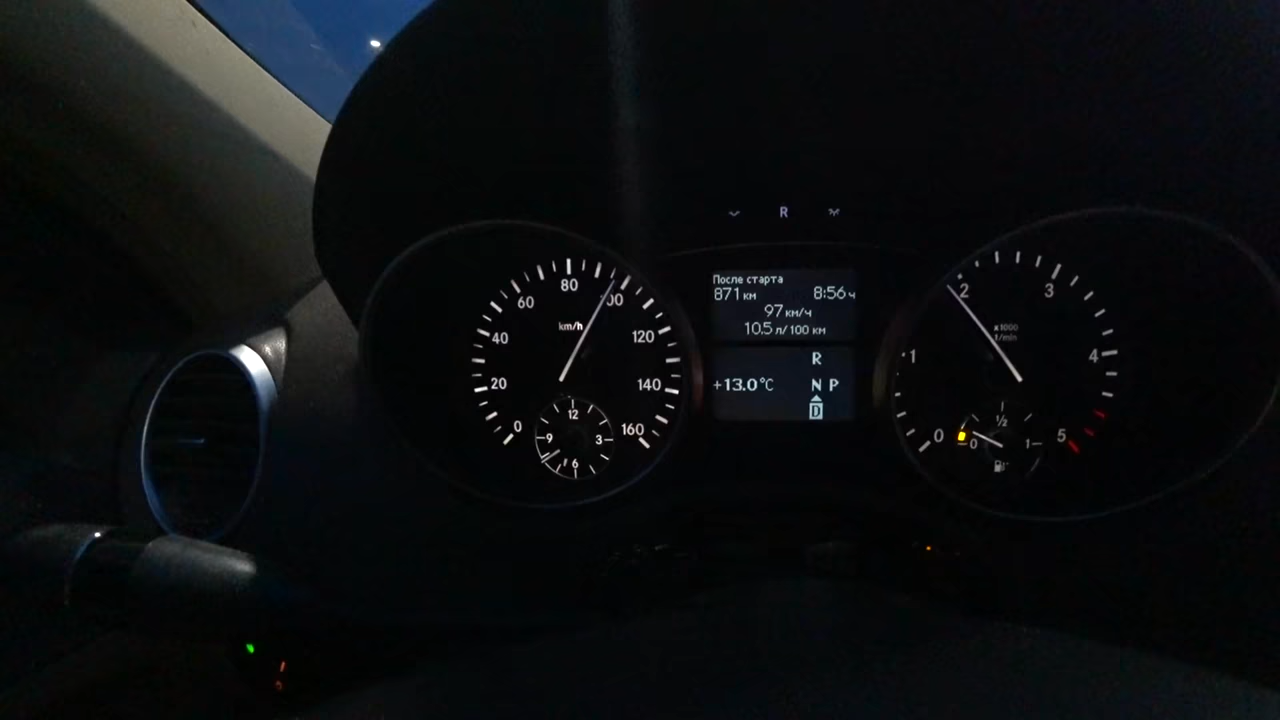 R
После старта
871 км 8:56 ч
97 км/ч
10.5 л/100 км
+13.0°C
R
N P
D
0
20
40
60
80
100
120
140
160
km/h
12
3
6
9
0
1
2
3
4
5
x1000
1/min
0
1/2
1